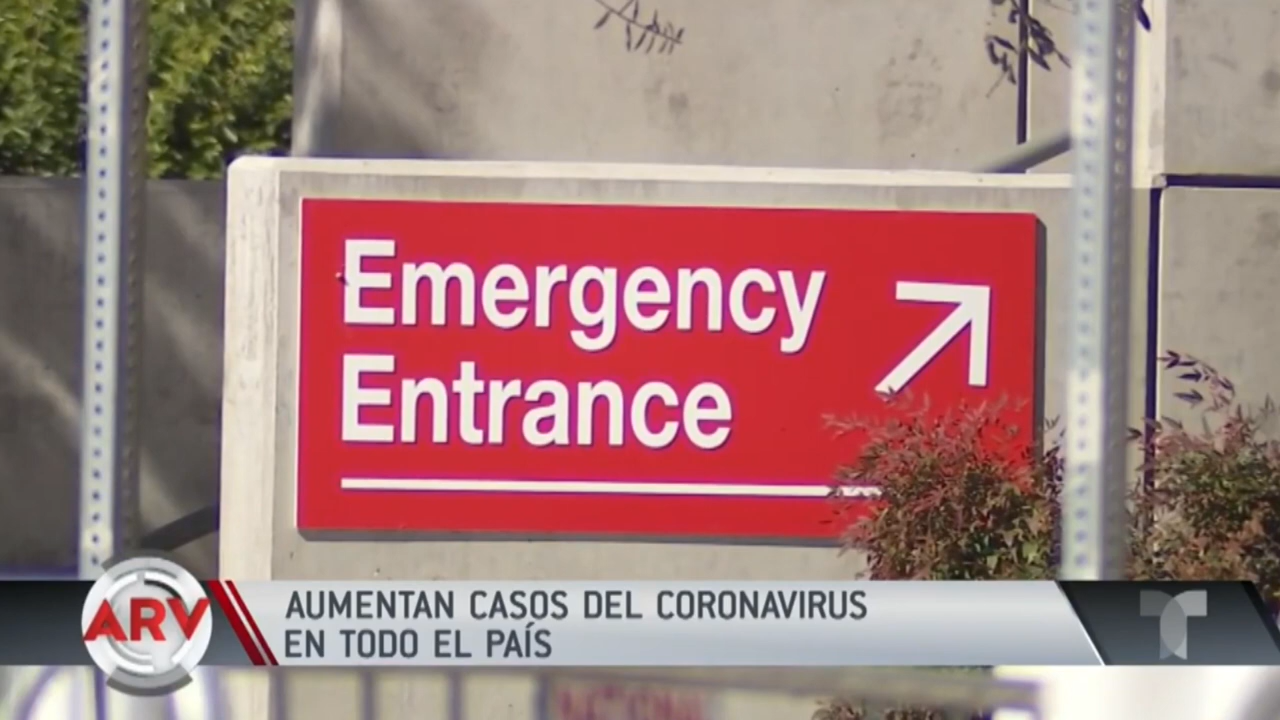 Emergency
Entrance
ARV
AUMENTAN CASOS DEL CORONAVIRUS
EN TODO EL PAÍS